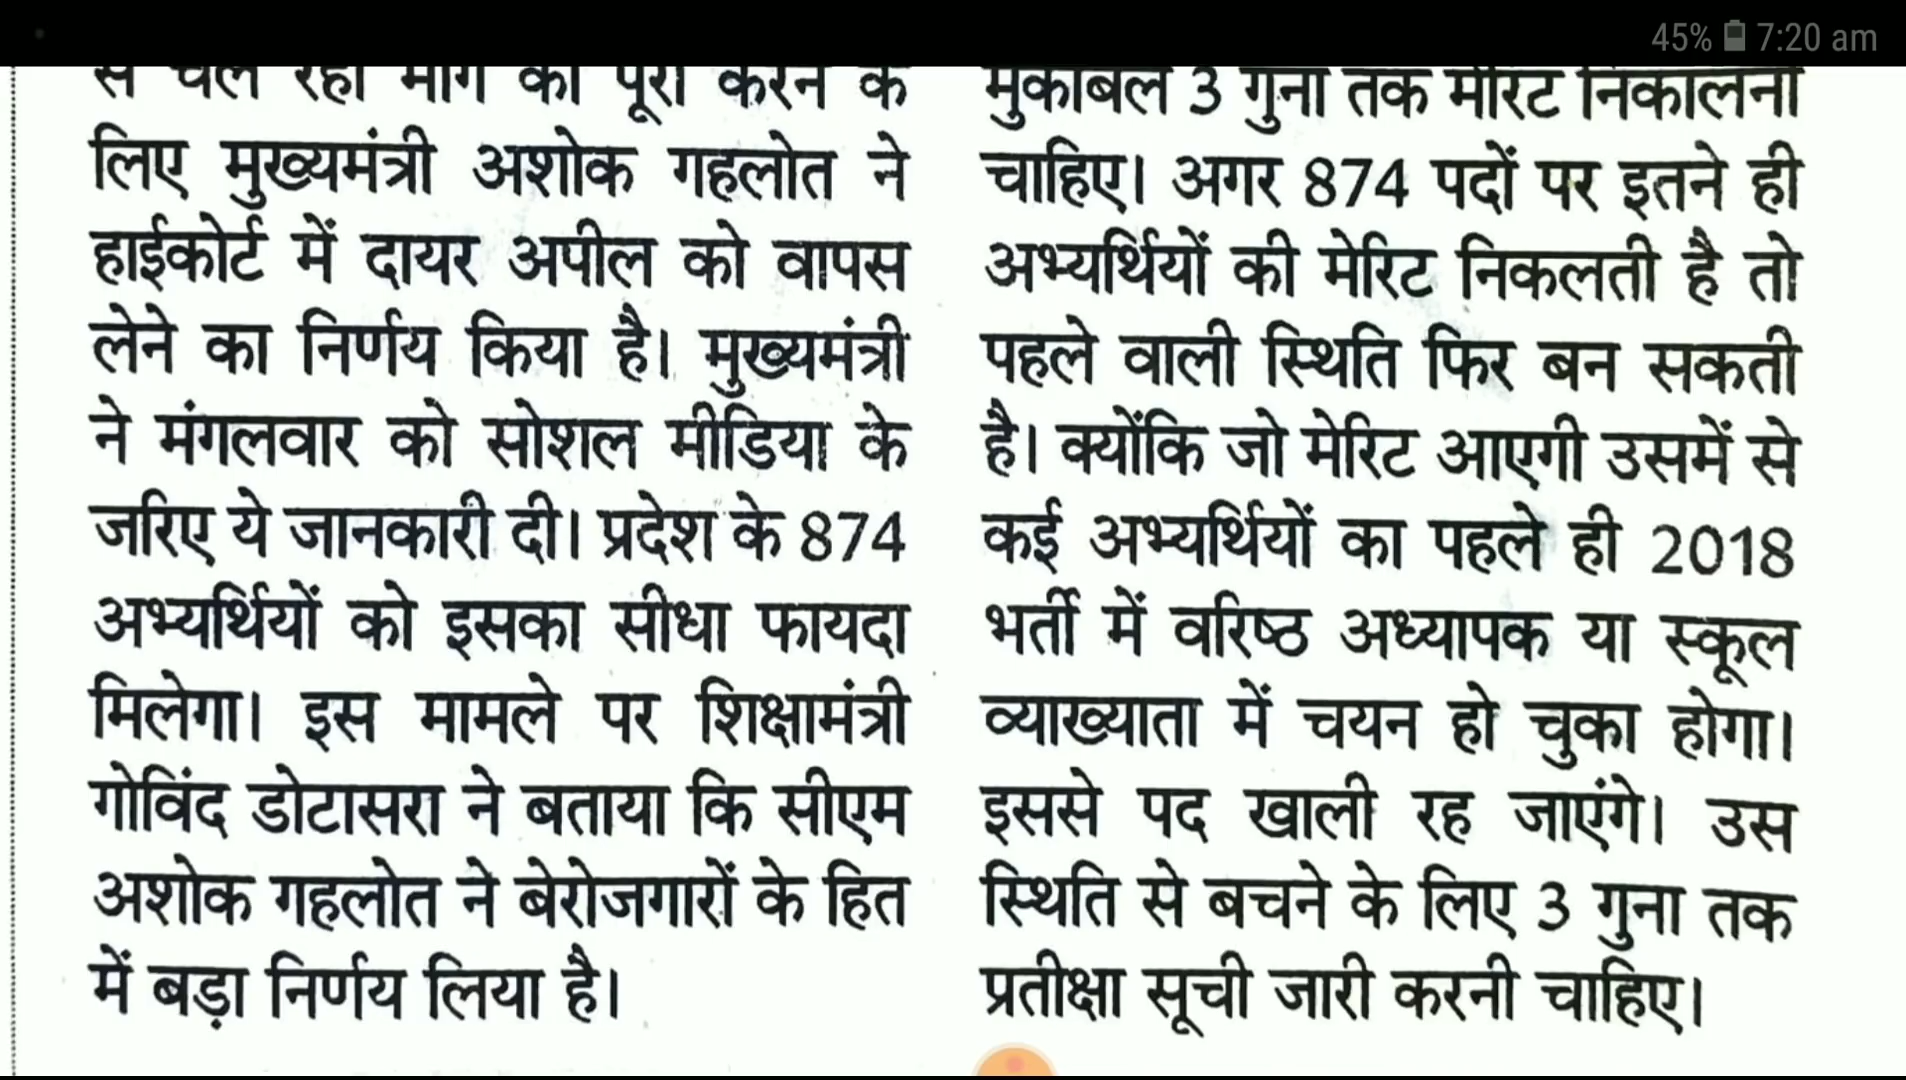 45% 7:20 am
से चल रही मांग को पूरा करने के
लिए मुख्यमंत्री अशोक गहलोत ने
हाईकोर्ट में दायर अपील को वापस
लेने का निर्णय किया है। मुख्यमंत्री
ने मंगलवार को सोशल मीडिया के
जरिए ये जानकारी दी। प्रदेश के 874
अभ्यर्थियों को इसका सीधा फायदा
मिलेगा। इस मामले पर शिक्षामंत्री
गोविंद डोटासरा ने बताया कि सीएम
अशोक गहलोत ने बेरोजगारों के हित
में बड़ा निर्णय लिया है।
मुकाबले 3 गुना तक मेरिट निकालनी
चाहिए। अगर 874 पदों पर इतने ही
अभ्यर्थियों की मेरिट निकलती है तो
पहले वाली स्थिति फिर बन सकती
है। क्योंकि जो मेरिट आएगी उसमें से
कई अभ्यर्थियों का पहले ही 2018
भर्ती में वरिष्ठ अध्यापक या स्कूल
व्याख्याता में चयन हो चुका होगा।
इससे पद खाली रह जाएंगे। उस
स्थिति से बचने के लिए 3 गुना तक
प्रतीक्षा सूची जारी करनी चाहिए।